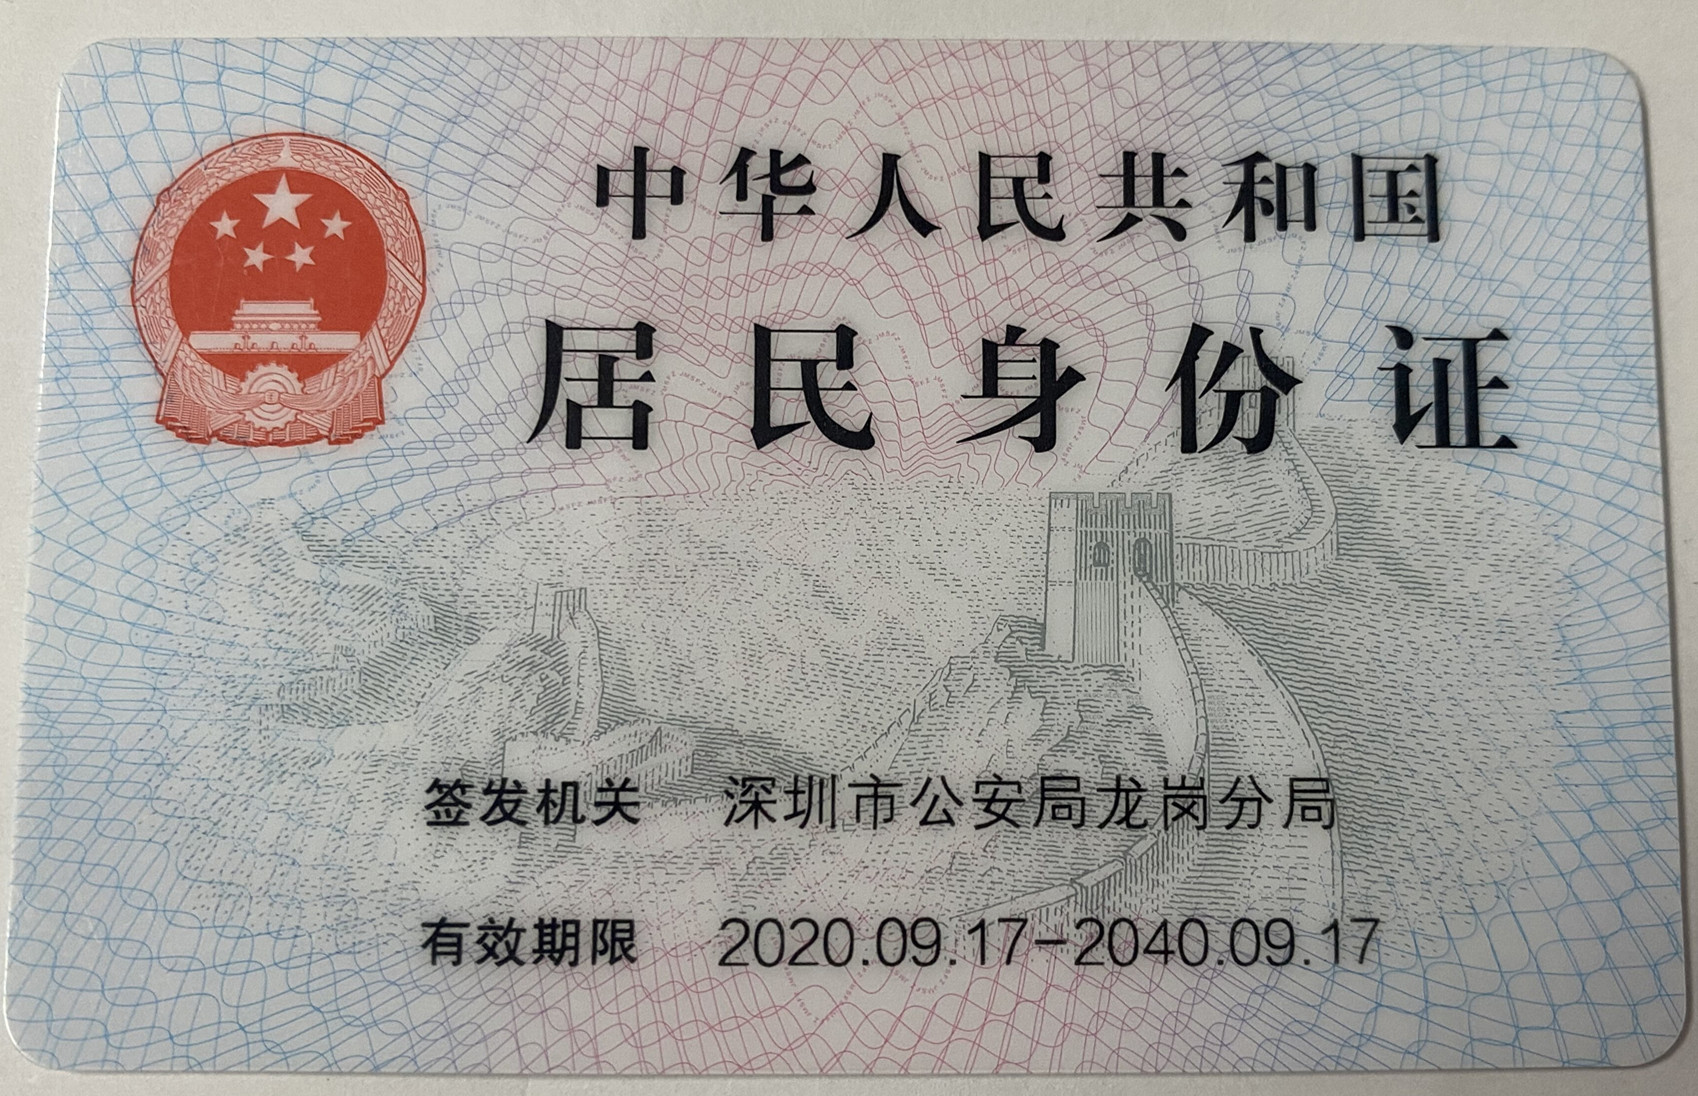 中华人民共和国
居民身份证
签发机关 深圳市公安局龙岗分局
有效期限 2020.09.17-2040.09.17